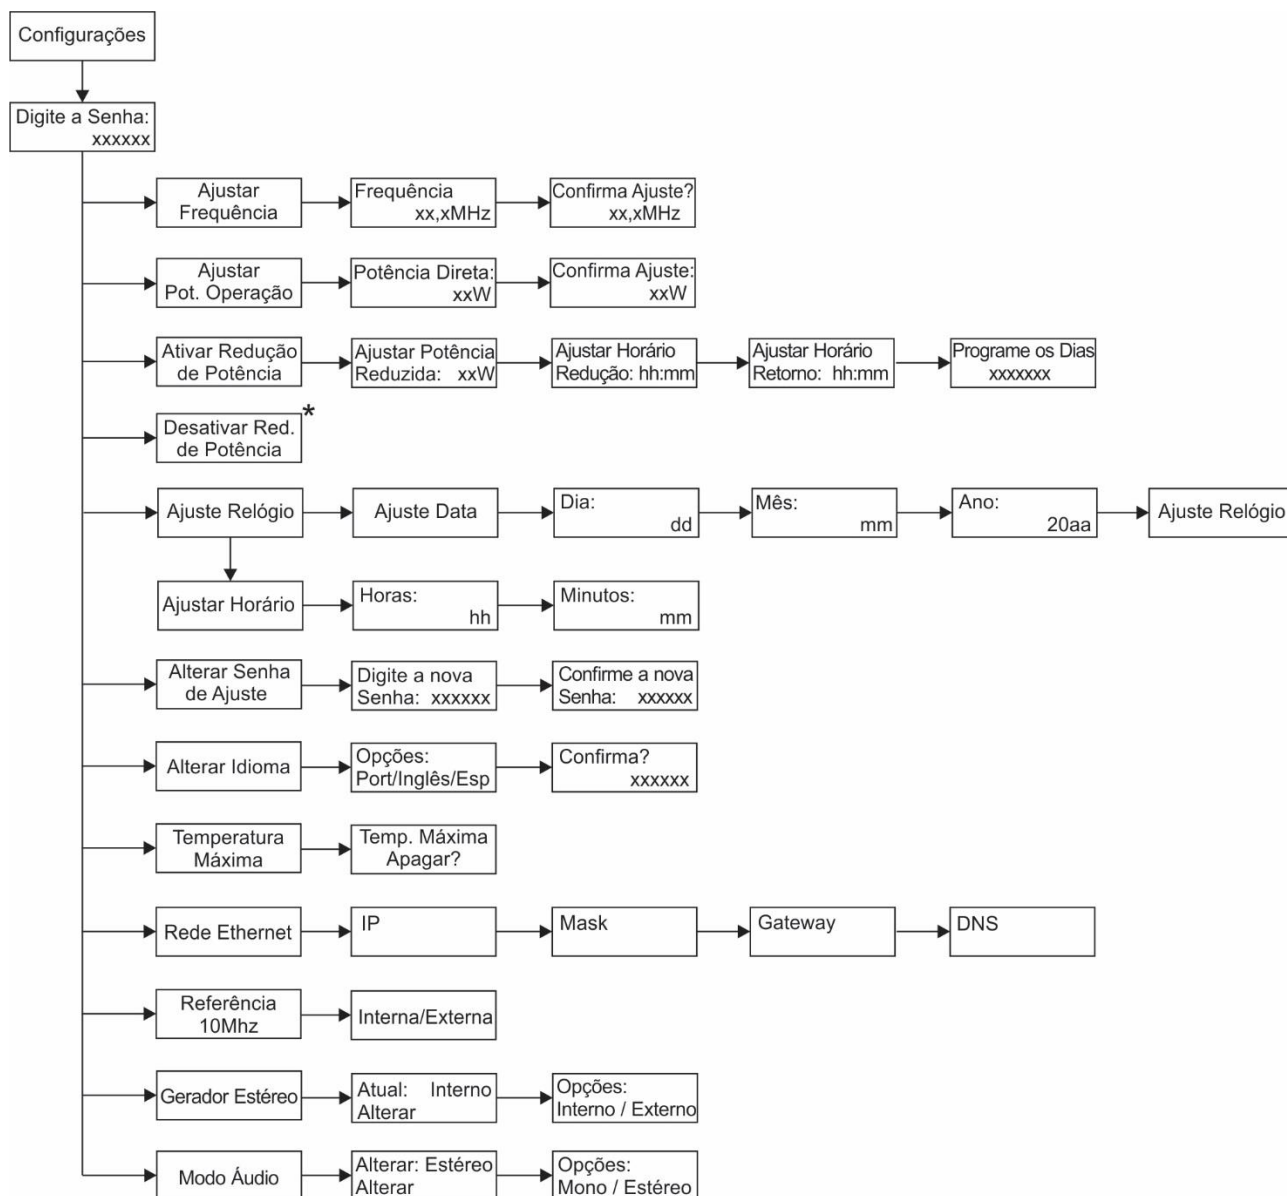 Configurações
Digite a Senha:
xxxxxx
Ajustar
Frequência
Frequência
xx,xMHz
Confirma Ajuste?
xx,xMHz
Ajustar
Pot. Operação
Potência Direta:
xxW
Confirma Ajuste:
xxW
Ativar Redução
de Potência
Ajustar Potência
Reduzida: xxW
Ajustar Horário
Redução: hh:mm
Ajustar Horário
Retorno: hh:mm
Programe os Dias
xxxxxxx
Desativar Red.
de Potência
*
Ajuste Relógio
Ajuste Data
Dia:
dd
Mês:
mm
Ano:
20aa
Ajuste Relógio
Ajustar Horário
Horas:
hh
Minutos:
mm
Alterar Senha
de Ajuste
Digite a nova
Senha: xxxxxx
Confirme a nova
Senha: xxxxxx
Alterar Idioma
Opções:
Port/Inglês/Esp
Confirma?
xxxxxx
Temperatura
Máxima
Temp. Máxima
Apagar?
Rede Ethernet
IP
Mask
Gateway
DNS
Referência
10Mhz
Interna/Externa
Gerador Estéreo
Atual: Interno
Alterar
Opções:
Interno / Externo
Modo Áudio
Alterar: Estéreo
Alterar
Opções:
Mono / Estéreo